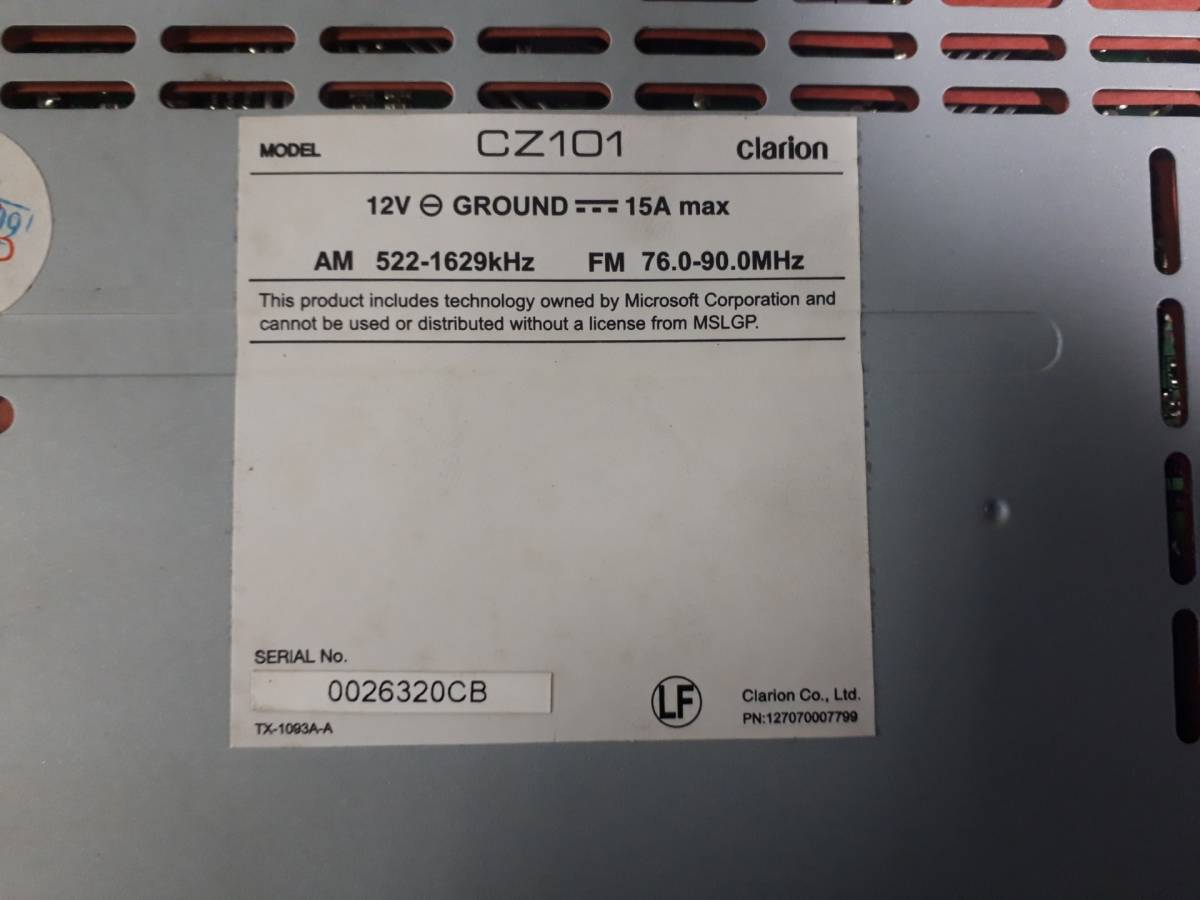 MODEL CZ101 clarion
12V ⊖ GROUND ⎓ 15A max
AM 522-1629kHz FM 76.0-90.0MHz
This product includes technology owned by Microsoft Corporation and
cannot be used or distributed without a license from MSLGP.
SERIAL No.
0026320CB
TX-1093A-A
LF
Clarion Co., Ltd.
PN:127070007799